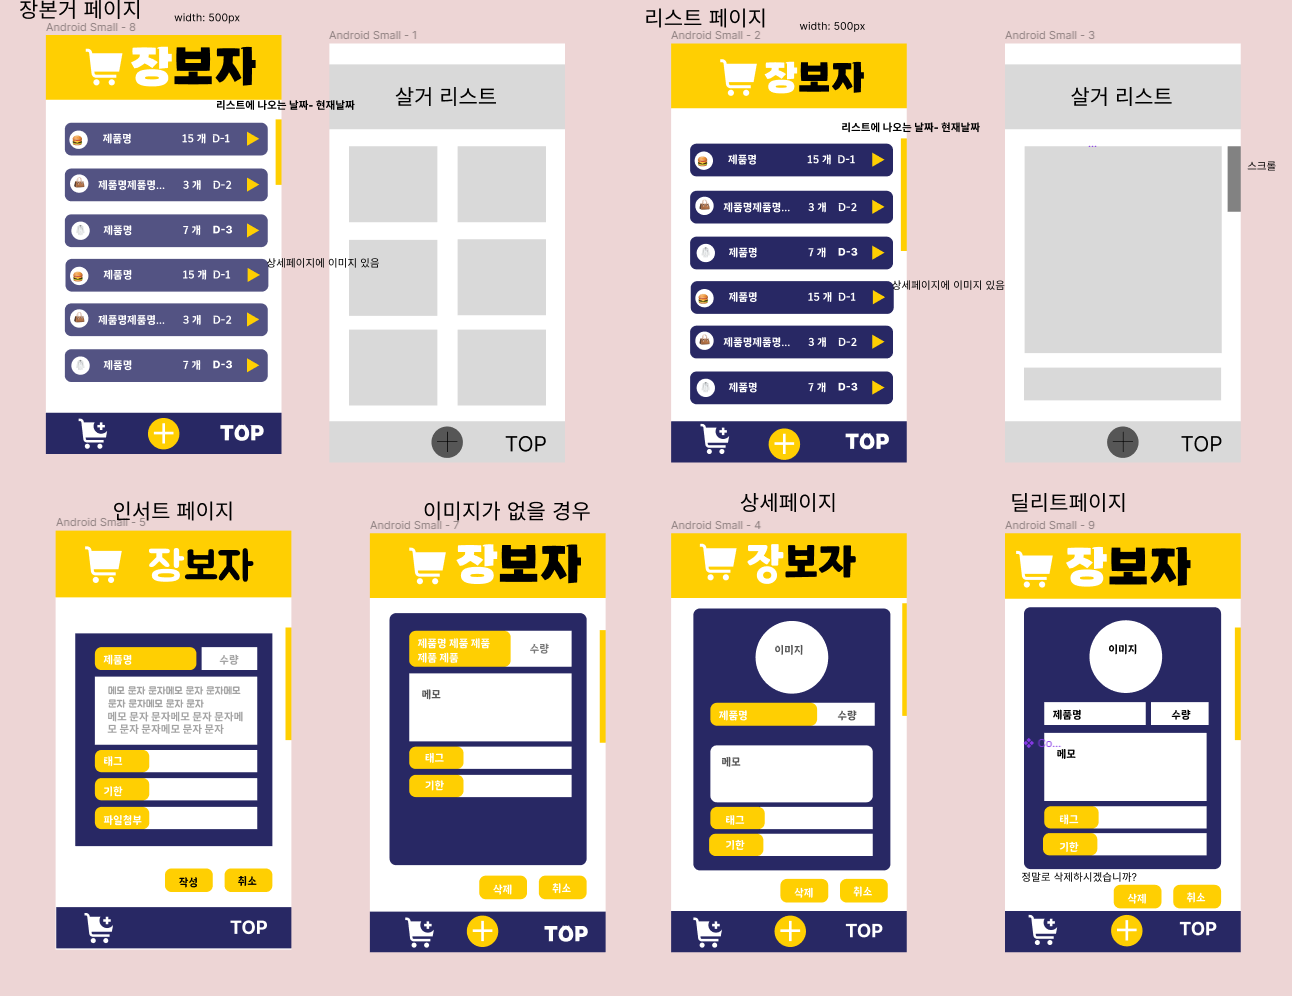 장본거 페이지
width: 500px
Android Small - 8
장보자
리스트에 나오는 날짜- 현재날짜
제품명 15 개 D-1
제품명제품명... 3 개 D-2
제품명 7 개 D-3
제품명 15 개 D-1
상세페이지에 이미지 있음
제품명제품명... 3 개 D-2
제품명 7 개 D-3
TOP
Android Small - 1
살거 리스트
TOP
리스트 페이지
width: 500px
Android Small - 2
장보자
리스트에 나오는 날짜- 현재날짜
제품명 15 개 D-1
제품명제품명... 3 개 D-2
제품명 7 개 D-3
상세페이지에 이미지 있음
제품명 15 개 D-1
제품명제품명... 3 개 D-2
제품명 7 개 D-3
TOP
Android Small - 3
살거 리스트
...
스크롤
TOP
인서트 페이지
Android Small - 5
장보자
제품명 수량
메모 문자 문자메모 문자 문자메모
문자 문자메모 문자 문자
메모 문자 문자메모 문자 문자메
모 문자 문자메모 문자 문자
태그
기한
파일첨부
작성 취소
TOP
이미지가 없을 경우
Android Small - 7
장보자
제품명 제품 제품
제품 제품
수량
메모
태그
기한
삭제 취소
TOP
상세페이지
Android Small - 4
장보자
이미지
제품명 수량
메모
태그
기한
삭제 취소
TOP
딜리트페이지
Android Small - 9
장보자
이미지
제품명 수량
Co...
메모
태그
기한
정말로 삭제하시겠습니까?
삭제 취소
TOP